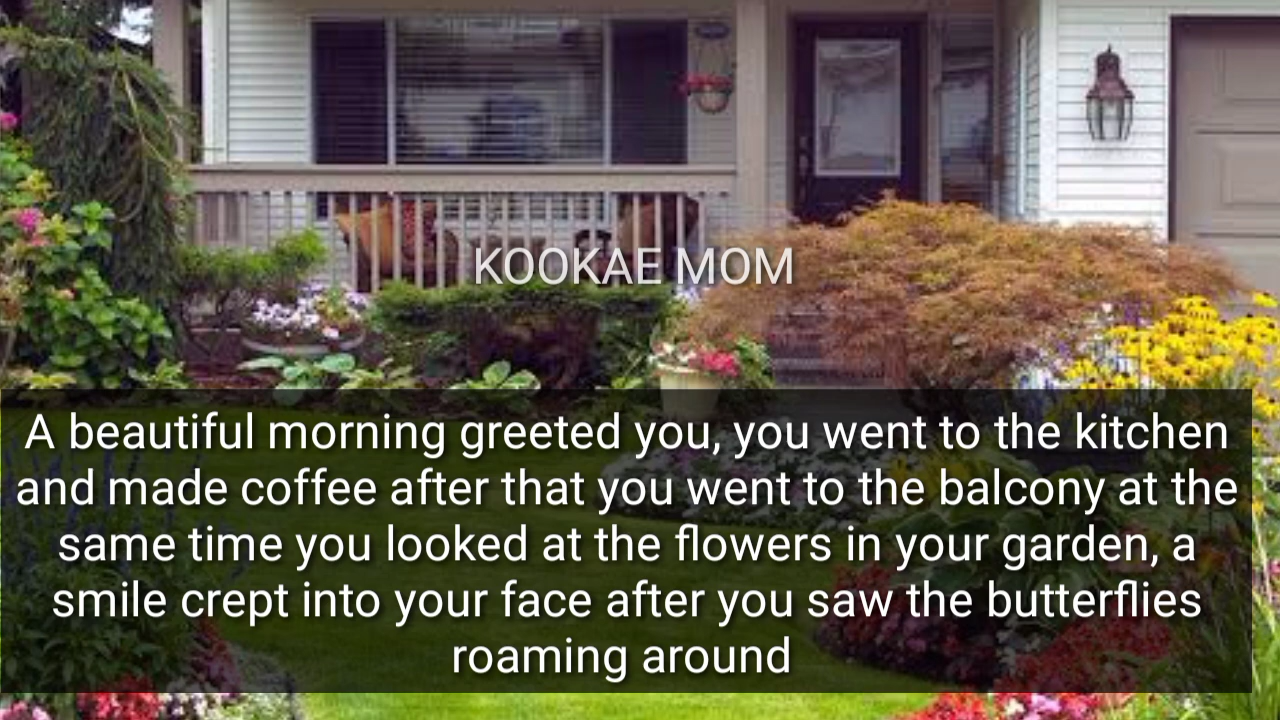 KOOKAE MOM
A beautiful morning greeted you, you went to the kitchen
and made coffee after that you went to the balcony at the
same time you looked at the flowers in your garden, a
smile crept into your face after you saw the butterflies
roaming around